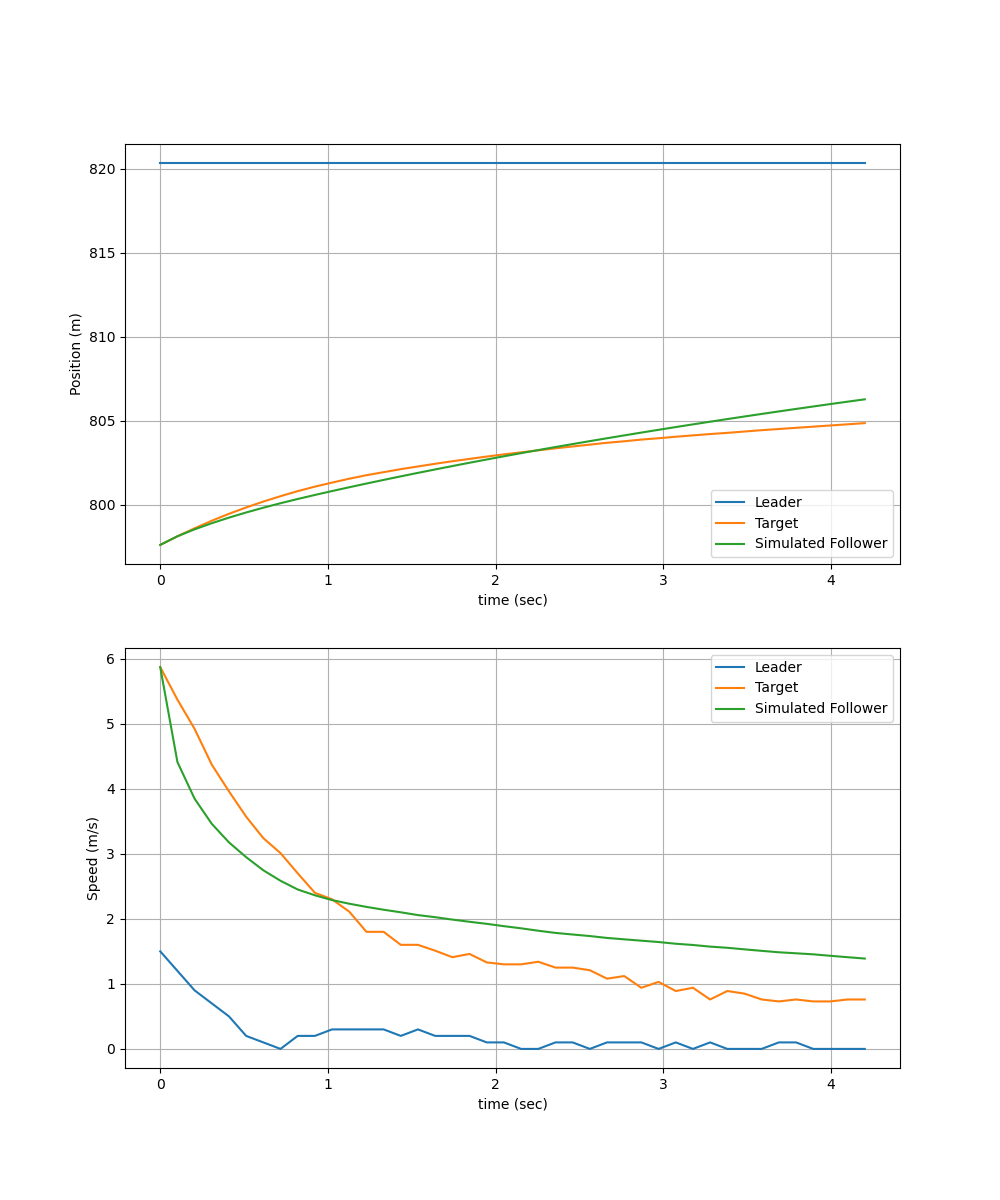 820
815
810
805
800
Position (m)
0 1 2 3 4
time (sec)
Leader
Target
Simulated Follower
6
5
4
3
2
1
0
Speed (m/s)
0 1 2 3 4
time (sec)
Leader
Target
Simulated Follower